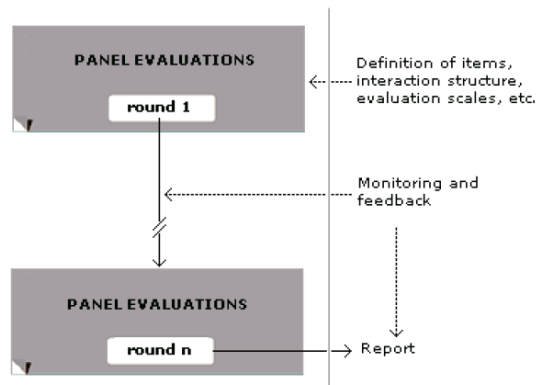 PANEL EVALUATIONS
round 1
Definition of items,
interaction structure,
evaluation scales, etc.
Monitoring and
feedback
PANEL EVALUATIONS
round n
Report